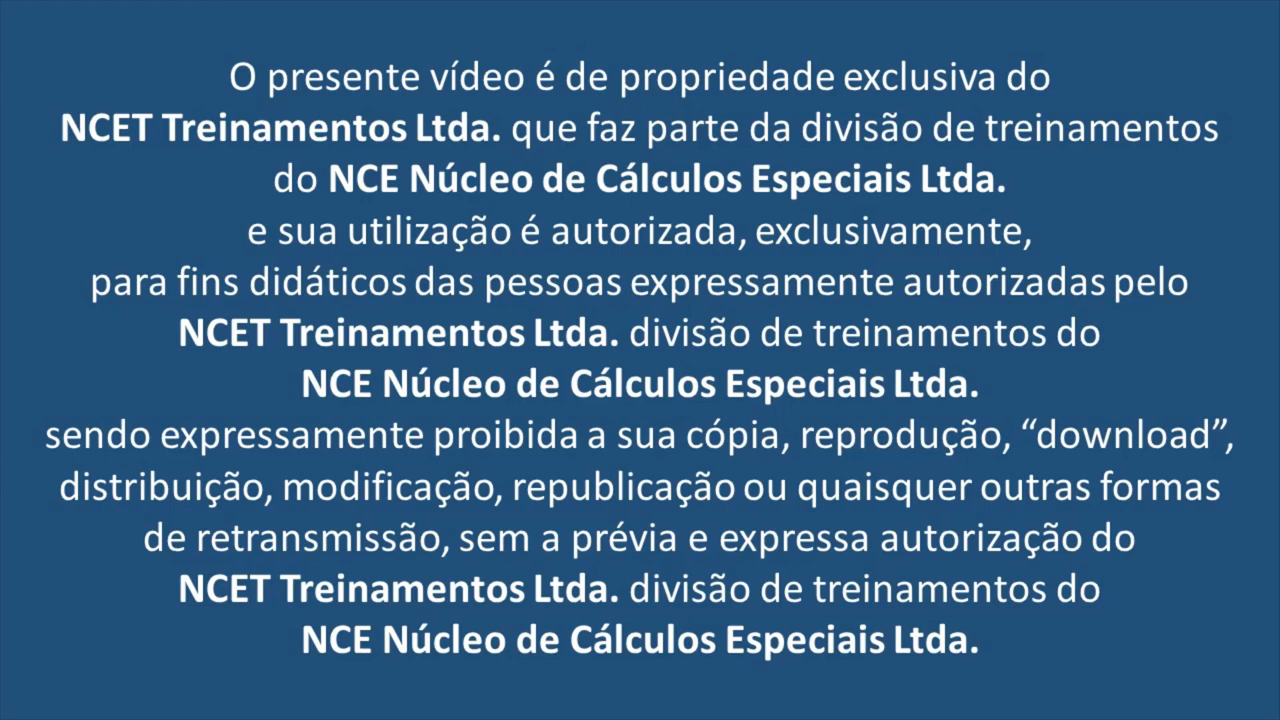 O presente vídeo é de propriedade exclusiva do
NCET Treinamentos Ltda. que faz parte da divisão de treinamentos
do NCE Núcleo de Cálculos Especiais Ltda.
e sua utilização é autorizada, exclusivamente,
para fins didáticos das pessoas expressamente autorizadas pelo
NCET Treinamentos Ltda. divisão de treinamentos do
NCE Núcleo de Cálculos Especiais Ltda.
sendo expressamente proibida a sua cópia, reprodução, “download”,
distribuição, modificação, republicação ou quaisquer outras formas
de retransmissão, sem a prévia e expressa autorização do
NCET Treinamentos Ltda. divisão de treinamentos do
NCE Núcleo de Cálculos Especiais Ltda.